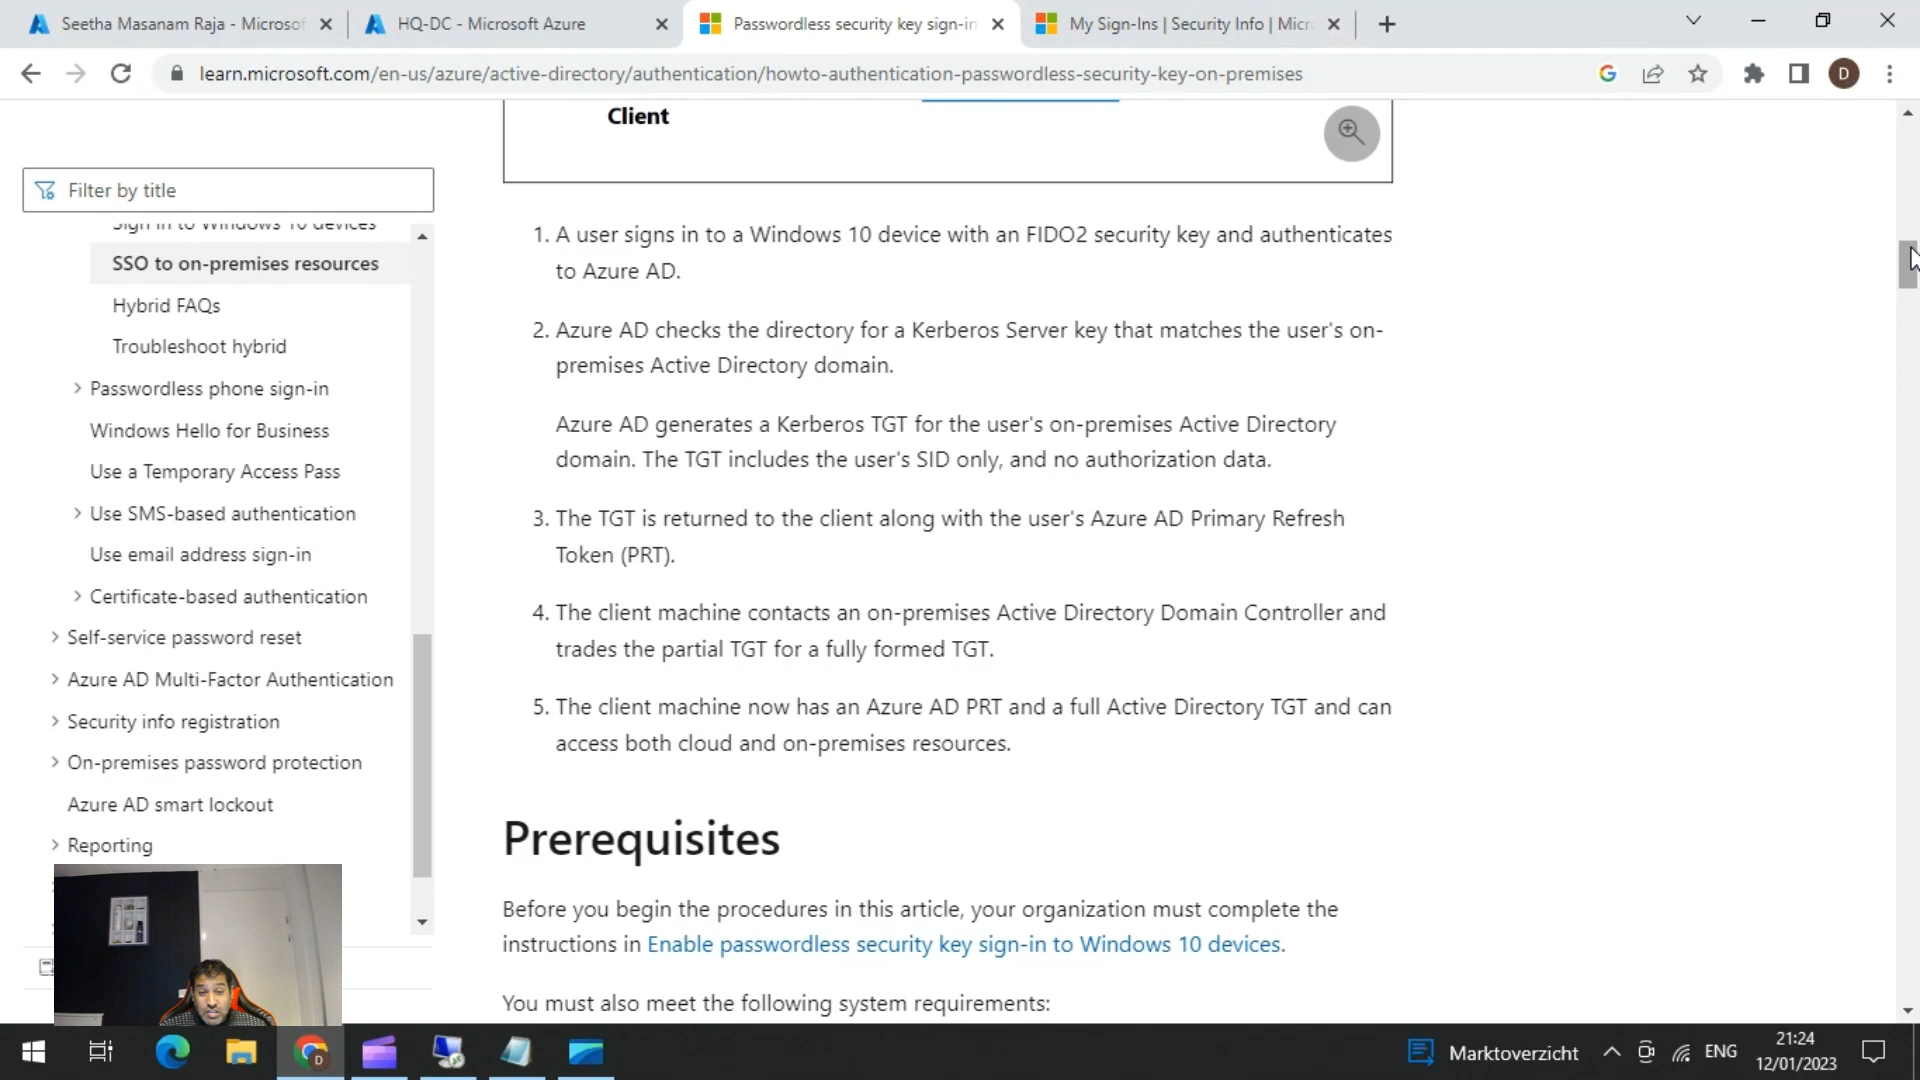 Seetha Masanam Raja - Microsof
HQ-DC - Microsoft Azure
Passwordless security key sign-in
My Sign-Ins | Security Info | Micr
learn.microsoft.com/en-us/azure/active-directory/authentication/howto-authentication-passwordless-security-key-on-premises
D
Client
Filter by title
Sign in to Windows 10 devices
SSO to on-premises resources
Hybrid FAQs
Troubleshoot hybrid
Passwordless phone sign-in
Windows Hello for Business
Use a Temporary Access Pass
Use SMS-based authentication
Use email address sign-in
Certificate-based authentication
Self-service password reset
Azure AD Multi-Factor Authentication
Security info registration
On-premises password protection
Azure AD smart lockout
Reporting
1. A user signs in to a Windows 10 device with an FIDO2 security key and authenticates
to Azure AD.
2. Azure AD checks the directory for a Kerberos Server key that matches the user's on-
premises Active Directory domain.
Azure AD generates a Kerberos TGT for the user's on-premises Active Directory
domain. The TGT includes the user's SID only, and no authorization data.
3. The TGT is returned to the client along with the user's Azure AD Primary Refresh
Token (PRT).
4. The client machine contacts an on-premises Active Directory Domain Controller and
trades the partial TGT for a fully formed TGT.
5. The client machine now has an Azure AD PRT and a full Active Directory TGT and can
access both cloud and on-premises resources.
Prerequisites
Before you begin the procedures in this article, your organization must complete the
instructions in Enable passwordless security key sign-in to Windows 10 devices.
You must also meet the following system requirements:
D
Marktoverzicht
ENG
21:24
12/01/2023